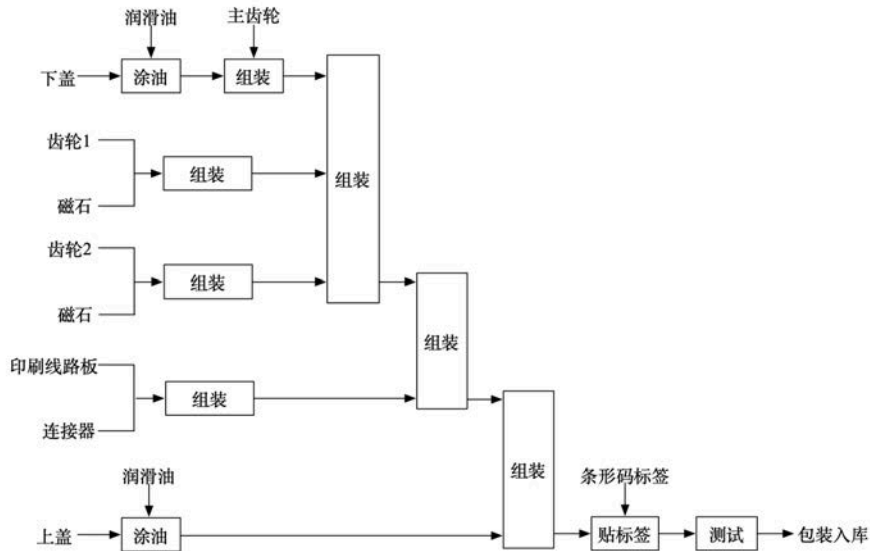 润滑油
主齿轮
下盖
涂油
组装
齿轮1
组装
磁石
组装
齿轮2
组装
磁石
组装
印刷线路板
组装
连接器
组装
润滑油
条形码标签
上盖
涂油
贴标签
测试
包装入库